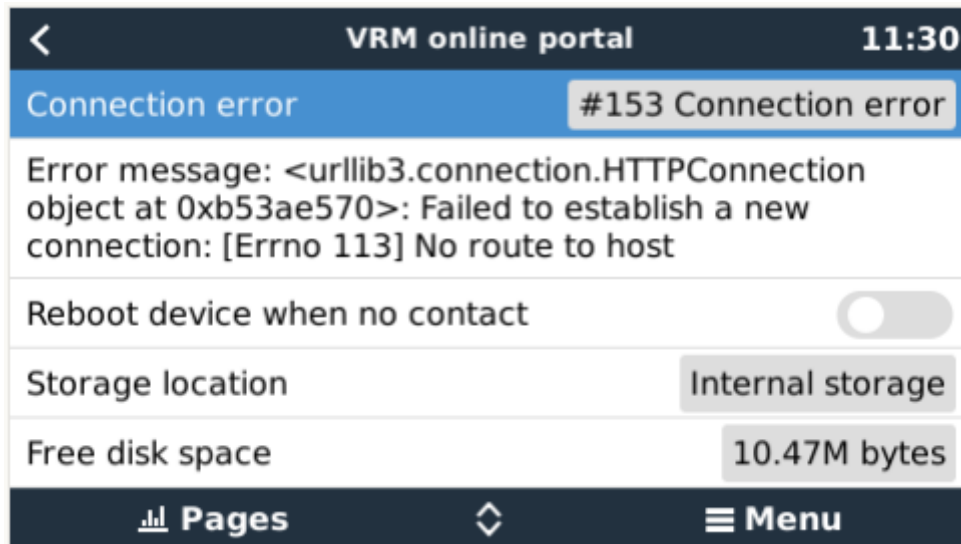 VRM online portal 11:30
Connection error #153 Connection error
Error message: <urllib3.connection.HTTPConnection
object at 0xb53ae570>: Failed to establish a new
connection: [Errno 113] No route to host
Reboot device when no contact
Storage location Internal storage
Free disk space 10.47M bytes
Pages Menu